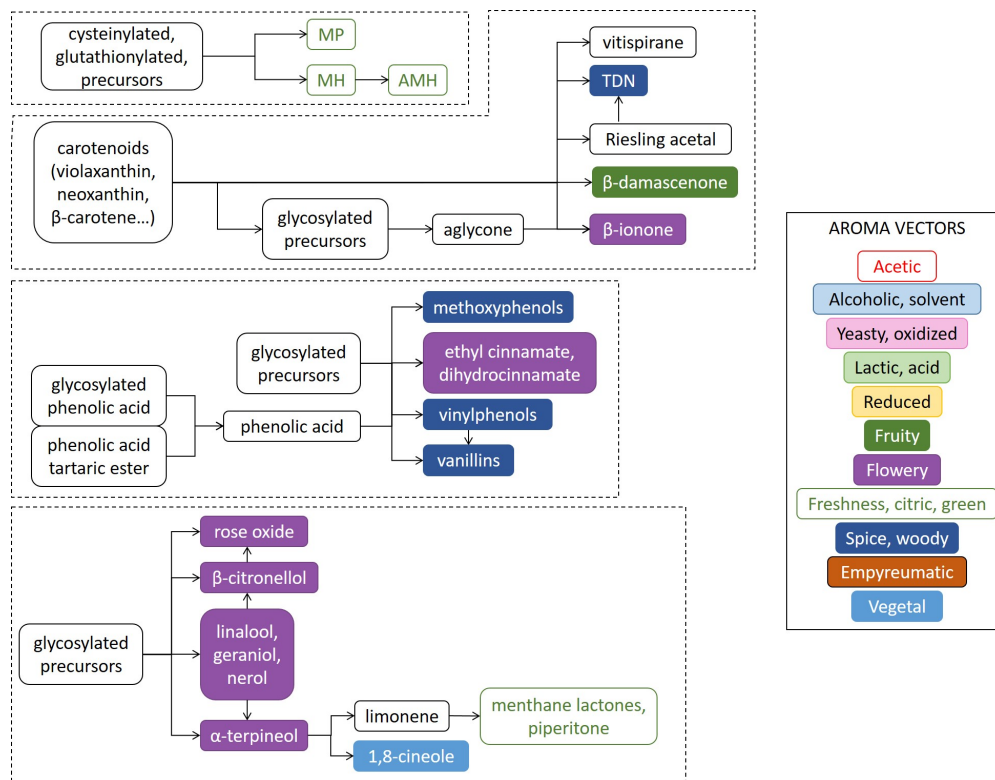 cysteinylated,
glutathionylated,
precursors
MP
MH
AMH
carotenoids
(violaxanthin,
neoxanthin,
β-carotene...)
glycosylated
precursors
aglycone
vitispirane
TDN
Riesling acetal
β-damascenone
β-ionone
glycosylated
phenolic acid
phenolic acid
tartaric ester
glycosylated
precursors
phenolic acid
methoxyphenols
ethyl cinnamate,
dihydrocinnamate
vinylphenols
vanillins
glycosylated
precursors
rose oxide
β-citronellol
linalool,
geraniol,
nerol
α-terpineol
limonene
1,8-cineole
menthane lactones,
piperitone
AROMA VECTORS
Acetic
Alcoholic, solvent
Yeasty, oxidized
Lactic, acid
Reduced
Fruity
Flowery
Freshness, citric, green
Spice, woody
Empyreumatic
Vegetal